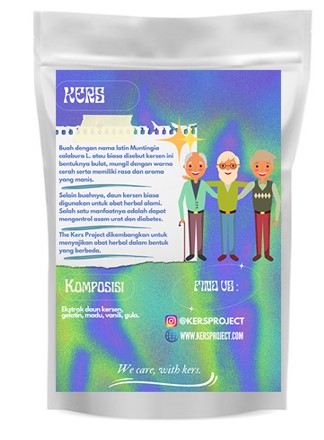 KERS
Buah dengan nama latin Muntingia
calabura L. atau biasa disebut kersen ini
bentuknya bulat, mungil dengan warna
cerah serta memiliki rasa dan aroma
yang manis.
Selain buahnya, daun kersen biasa
digunakan untuk obat herbal alami.
Salah satu manfaatnya adalah dapat
mengontrol asam urat dan diabetes.
The Kers Project dikembangkan untuk
menyajikan obat herbal dalam bentuk
yang berbeda.
KOMPOSISI
Ekstrak daun kersen,
gelatin, madu, vanili, gula.
FIND US :
@KERSPROJECT
WWW.KERSPROJECT.COM
We care, with kers.